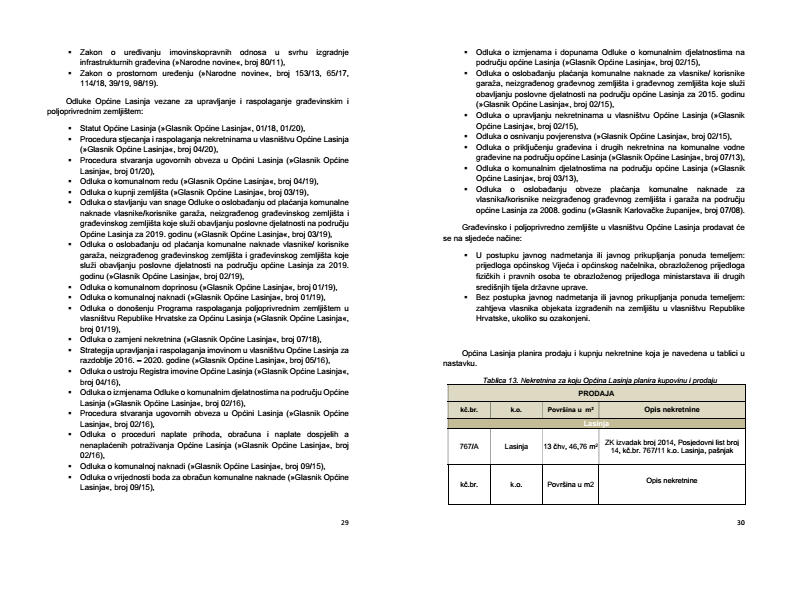 ▪ Zakon o uređivanju imovinskopravnih odnosa u svrhu izgradnje
infrastrukturnih građevina (»Narodne novine«, broj 80/11),
▪ Zakon o prostornom uređenju (»Narodne novine«, broj 153/13, 65/17,
114/18, 39/19, 98/19).
Odluke Općine Lasinja vezane za upravljanje i raspolaganje građevinskim i
poljoprivrednim zemljištem:
▪ Statut Općine Lasinja (»Glasnik Općine Lasinja«, 01/18, 01/20),
▪ Procedura stjecanja i raspolaganja nekretninama u vlasništvu Općine Lasinja
(»Glasnik Općine Lasinja«, broj 04/20),
▪ Procedura stvaranja ugovornih obveza u Općini Lasinja (»Glasnik Općine
Lasinja«, broj 01/20),
▪ Odluka o komunalnom redu (»Glasnik Općine Lasinja«, broj 04/19),
▪ Odluka o kupnji zemljišta (»Glasnik Općine Lasinja«, broj 03/19),
▪ Odluka o stavljanju van snage Odluke o oslobađanju od plaćanja komunalne
naknade vlasnike/korisnike garaža, neizgrađenog građevinskog zemljišta i
građevnog zemljišta koje služi obavljanju poslovne djelatnosti na području
Općine Lasinja za 2019. godinu (»Glasnik Općine Lasinja«, broj 03/19),
▪ Odluka o oslobađanju od plaćanja komunalne naknade vlasnike/ korisnike
garaža, neizgrađenog građevinskog zemljišta i građevinskog zemljišta koje
služi obavljanju poslovne djelatnosti na području općine Lasinja za 2019.
godinu (»Glasnik Općine Lasinja«, broj 02/19),
▪ Odluka o komunalnom doprinosu (»Glasnik Općine Lasinja«, broj 01/19),
▪ Odluka o komunalnoj naknadi (»Glasnik Općine Lasinja«, broj 01/19),
▪ Odluka o donošenju Programa raspolaganja poljoprivrednim zemljištem u
vlasništvu Republike Hrvatske za Općinu Lasinja (»Glasnik Općine Lasinja«,
broj 01/19),
▪ Odluka o zamjeni nekretnina (»Glasnik Općine Lasinja«, broj 07/18),
▪ Strategija upravljanja i raspolaganja imovinom u vlasništvu Općine Lasinja za
razdoblje 2016. – 2020. godine (»Glasnik Općine Lasinja«, broj 05/16),
▪ Odluka o ustroju Registra imovine Općine Lasinja (»Glasnik Općine Lasinja«,
broj 04/16),
▪ Odluka o izmjenama Odluke o komunalnim djelatnostima na području Općine
Lasinja (»Glasnik Općine Lasinja«, broj 02/16),
▪ Procedura stvaranja ugovornih obveza u Općini Lasinja (»Glasnik Općine
Lasinja«, broj 02/16),
▪ Odluka o proceduri naplate prihoda, obračuna i naplate dospjelih a
nenaplaćenih potraživanja Općine Lasinja (»Glasnik Općine Lasinja«, broj
02/16),
▪ Odluka o komunalnoj naknadi (»Glasnik Općine Lasinja«, broj 09/15),
▪ Odluka o vrijednosti boda za obračun komunalne naknade (»Glasnik Općine
Lasinja«, broj 09/15),
29
▪ Odluka o izmjenama i dopunama Odluke o komunalnim djelatnostima na
području općine Lasinja (»Glasnik Općine Lasinja«, broj 02/15),
▪ Odluka o oslobađanju plaćanja komunalne naknade za vlasnike/ korisnike
garaža, neizgrađenog građevnog zemljišta i građevnog zemljišta koje služi
obavljanju poslovne djelatnosti na području općine Lasinja za 2015. godinu
(»Glasnik Općine Lasinja«, broj 02/15),
▪ Odluka o upravljanju nekretninama u vlasništvu Općine Lasinja (»Glasnik
Općine Lasinja«, broj 02/15),
▪ Odluka o osnivanju povjerenstva (»Glasnik Općine Lasinja«, broj 02/15),
▪ Odluka o priključenju građevina i drugih nekretnina na komunalne vodne
građevine na području općine Lasinja (»Glasnik Općine Lasinja«, broj 07/13),
▪ Odluka o komunalnim djelatnostima na području općine Lasinja (»Glasnik
Općine Lasinja«, broj 03/13),
▪ Odluka o oslobađanju obveze plaćanja komunalne naknade za
vlasnika/korisnike neizgrađenog građevinskog zemljišta i garaža na području
općine Lasinja za 2008. godinu (»Glasnik Karlovačke županije«, broj 07/08).
Građevinsko i poljoprivredno zemljište u vlasništvu Općine Lasinja prodavat će
se na sljedeće načine:
▪ U postupku javnog nadmetanja ili javnog prikupljanja ponuda temeljem:
prijedloga općinskog Vijeća i općinskog načelnika, obrazloženog prijedloga
fizičkih i pravnih osoba te obrazloženog prijedloga ministarstava ili drugih
središnjih tijela državne uprave.
▪ Bez postupka javnog nadmetanja ili javnog prikupljanja ponuda temeljem:
zahtjeva vlasnika objekata izgrađenih na zemljištu u vlasništvu Republike
Hrvatske, ukoliko su ozakonjeni.
Općina Lasinja planira prodaju i kupnju nekretnine koja je navedena u tablici u
nastavku.
Tablica 13. Nekretnina za koju Općina Lasinja planira kupovinu i prodaju
PRODAJA
kč.br. k.o. Površina u m² Opis nekretnine
Lasinja
767/A Lasinja 13 čhv, 46,76 m² ZK izvadak broj 2014, Posjedovni list broj
14, kč.br. 767/11 k.o. Lasinja, pašnjak
kč.br. k.o. Površina u m2 Opis nekretnine
30